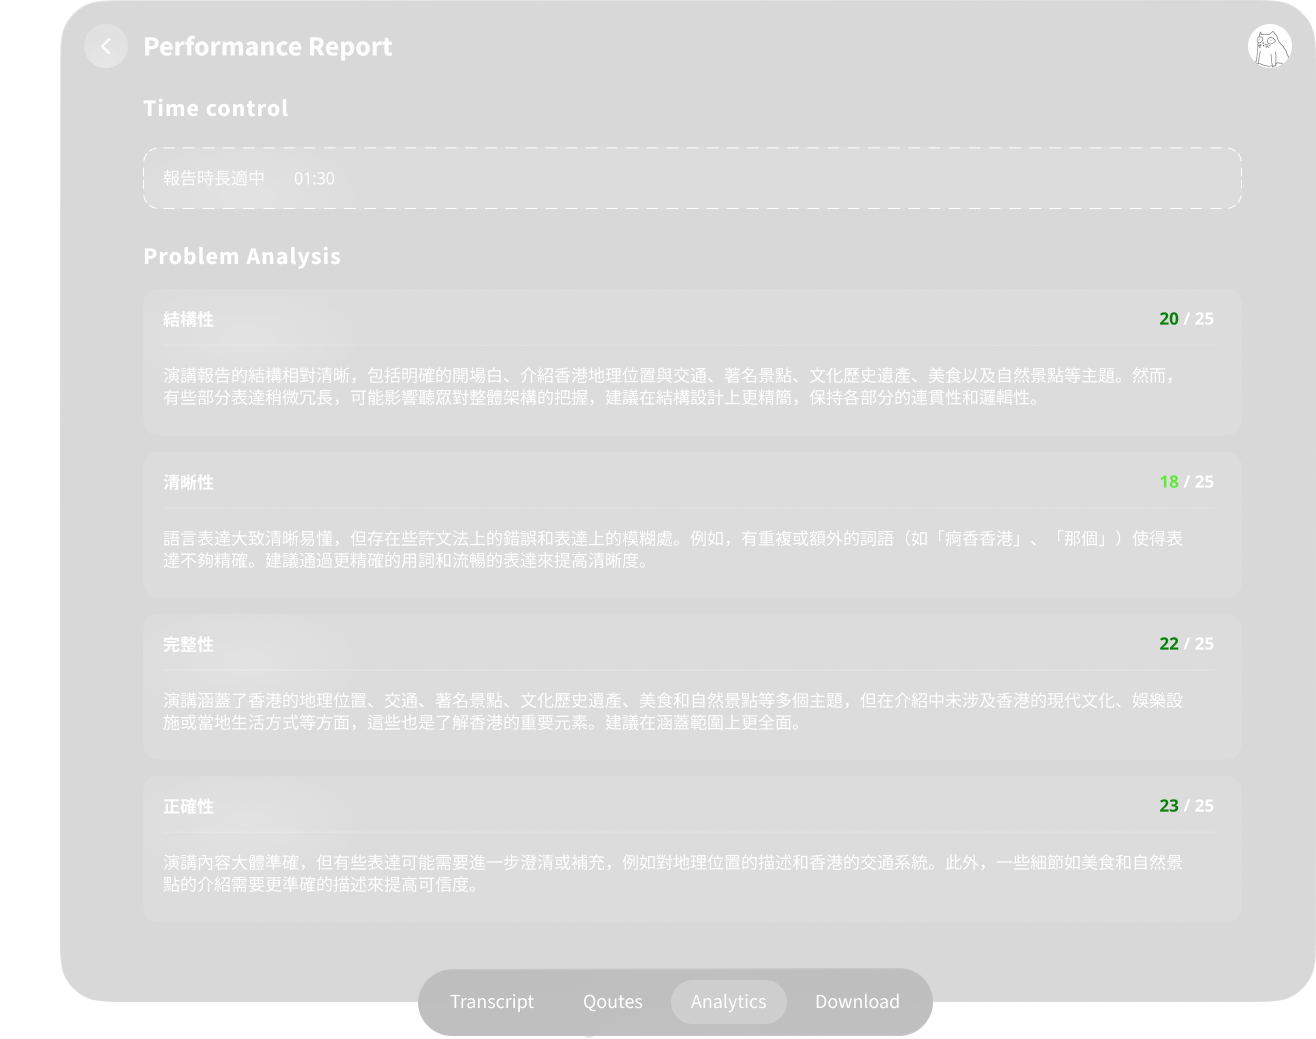 Performance Report
Time control
報告時長適中 01:30
Problem Analysis
結構性 20 / 25
演講報告的結構相對清晰，包括明確的開場白、介紹香港地理位置與交通、著名景點、文化歷史遺產、美食以及自然景點等主題。然而，
有些部分表達稍微冗長，可能影響聽眾對整體架構的把握，建議在結構設計上更精簡，保持各部分的連貫性和邏輯性。
清晰性 18 / 25
語言表達大致清晰易懂，但存在些許文法上的錯誤和表達上的模糊處。例如，有重複或額外的詞語（如「痾香香港」、「那個」）使得表
達不夠精確。建議通過更精確的用詞和流暢的表達來提高清晰度。
完整性 22 / 25
演講涵蓋了香港的地理位置、交通、著名景點、文化歷史遺產、美食和自然景點等多個主題，但在介紹中未涉及香港的現代文化、娛樂設
施或當地生活方式等方面，這些也是了解香港的重要元素。建議在涵蓋範圍上更全面。
正確性 23 / 25
演講內容大體準確，但有些表達可能需要進一步澄清或補充，例如對地理位置的描述和香港的交通系統。此外，一些細節如美食和自然景
點的介紹需要更準確的描述來提高可信度。
Transcript Qoutes Analytics Download